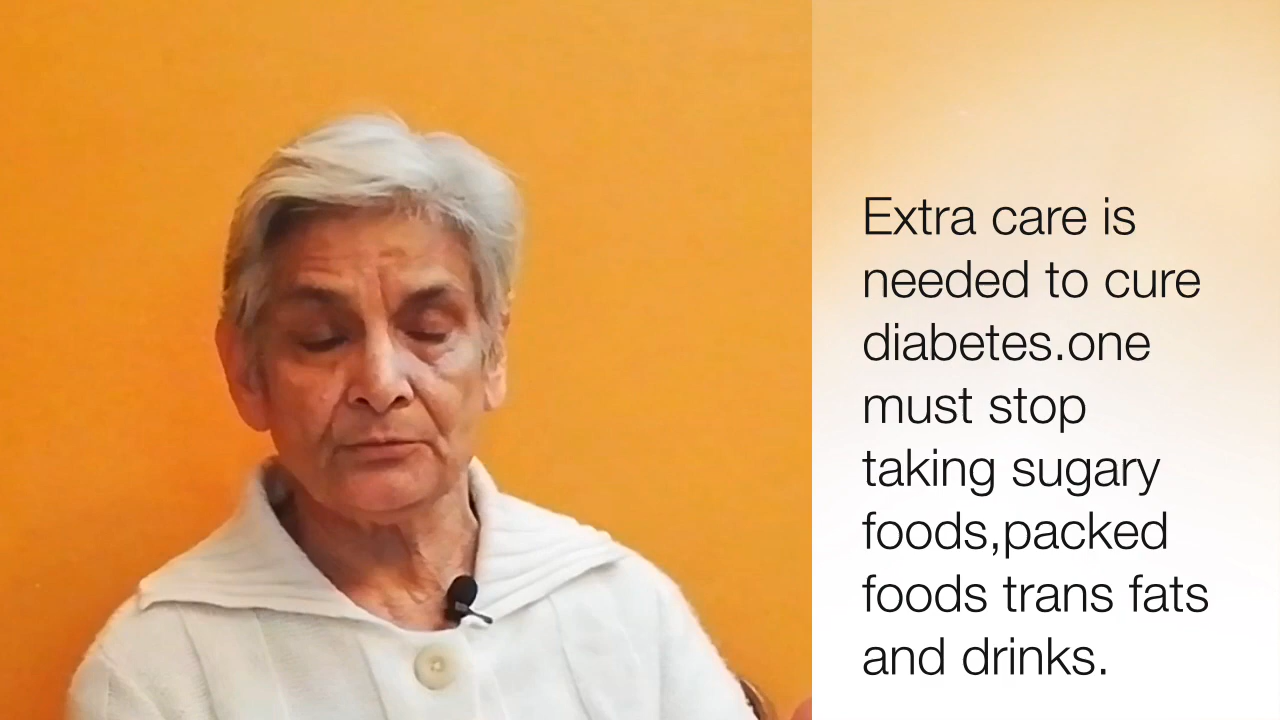 Extra care is
needed to cure
diabetes.one
must stop
taking sugary
foods,packed
foods trans fats
and drinks.